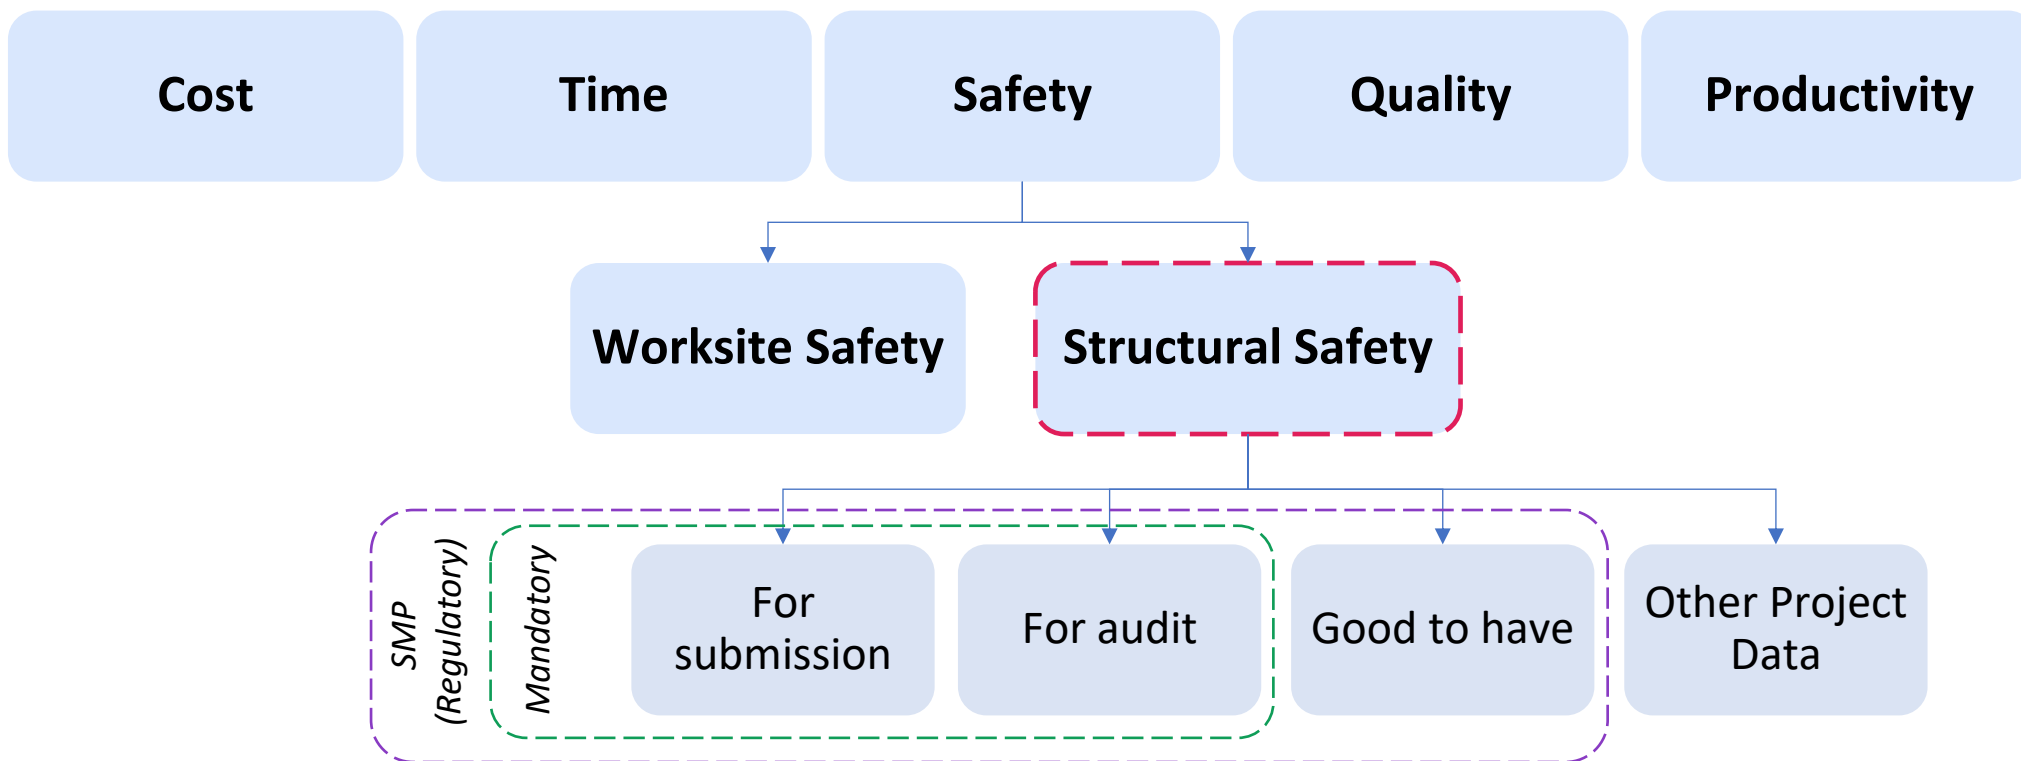 Cost
Time
Safety
Quality
Productivity
Worksite Safety
Structural Safety
SMP
(Regulatory)
Mandatory
For
submission
For audit
Good to have
Other Project
Data